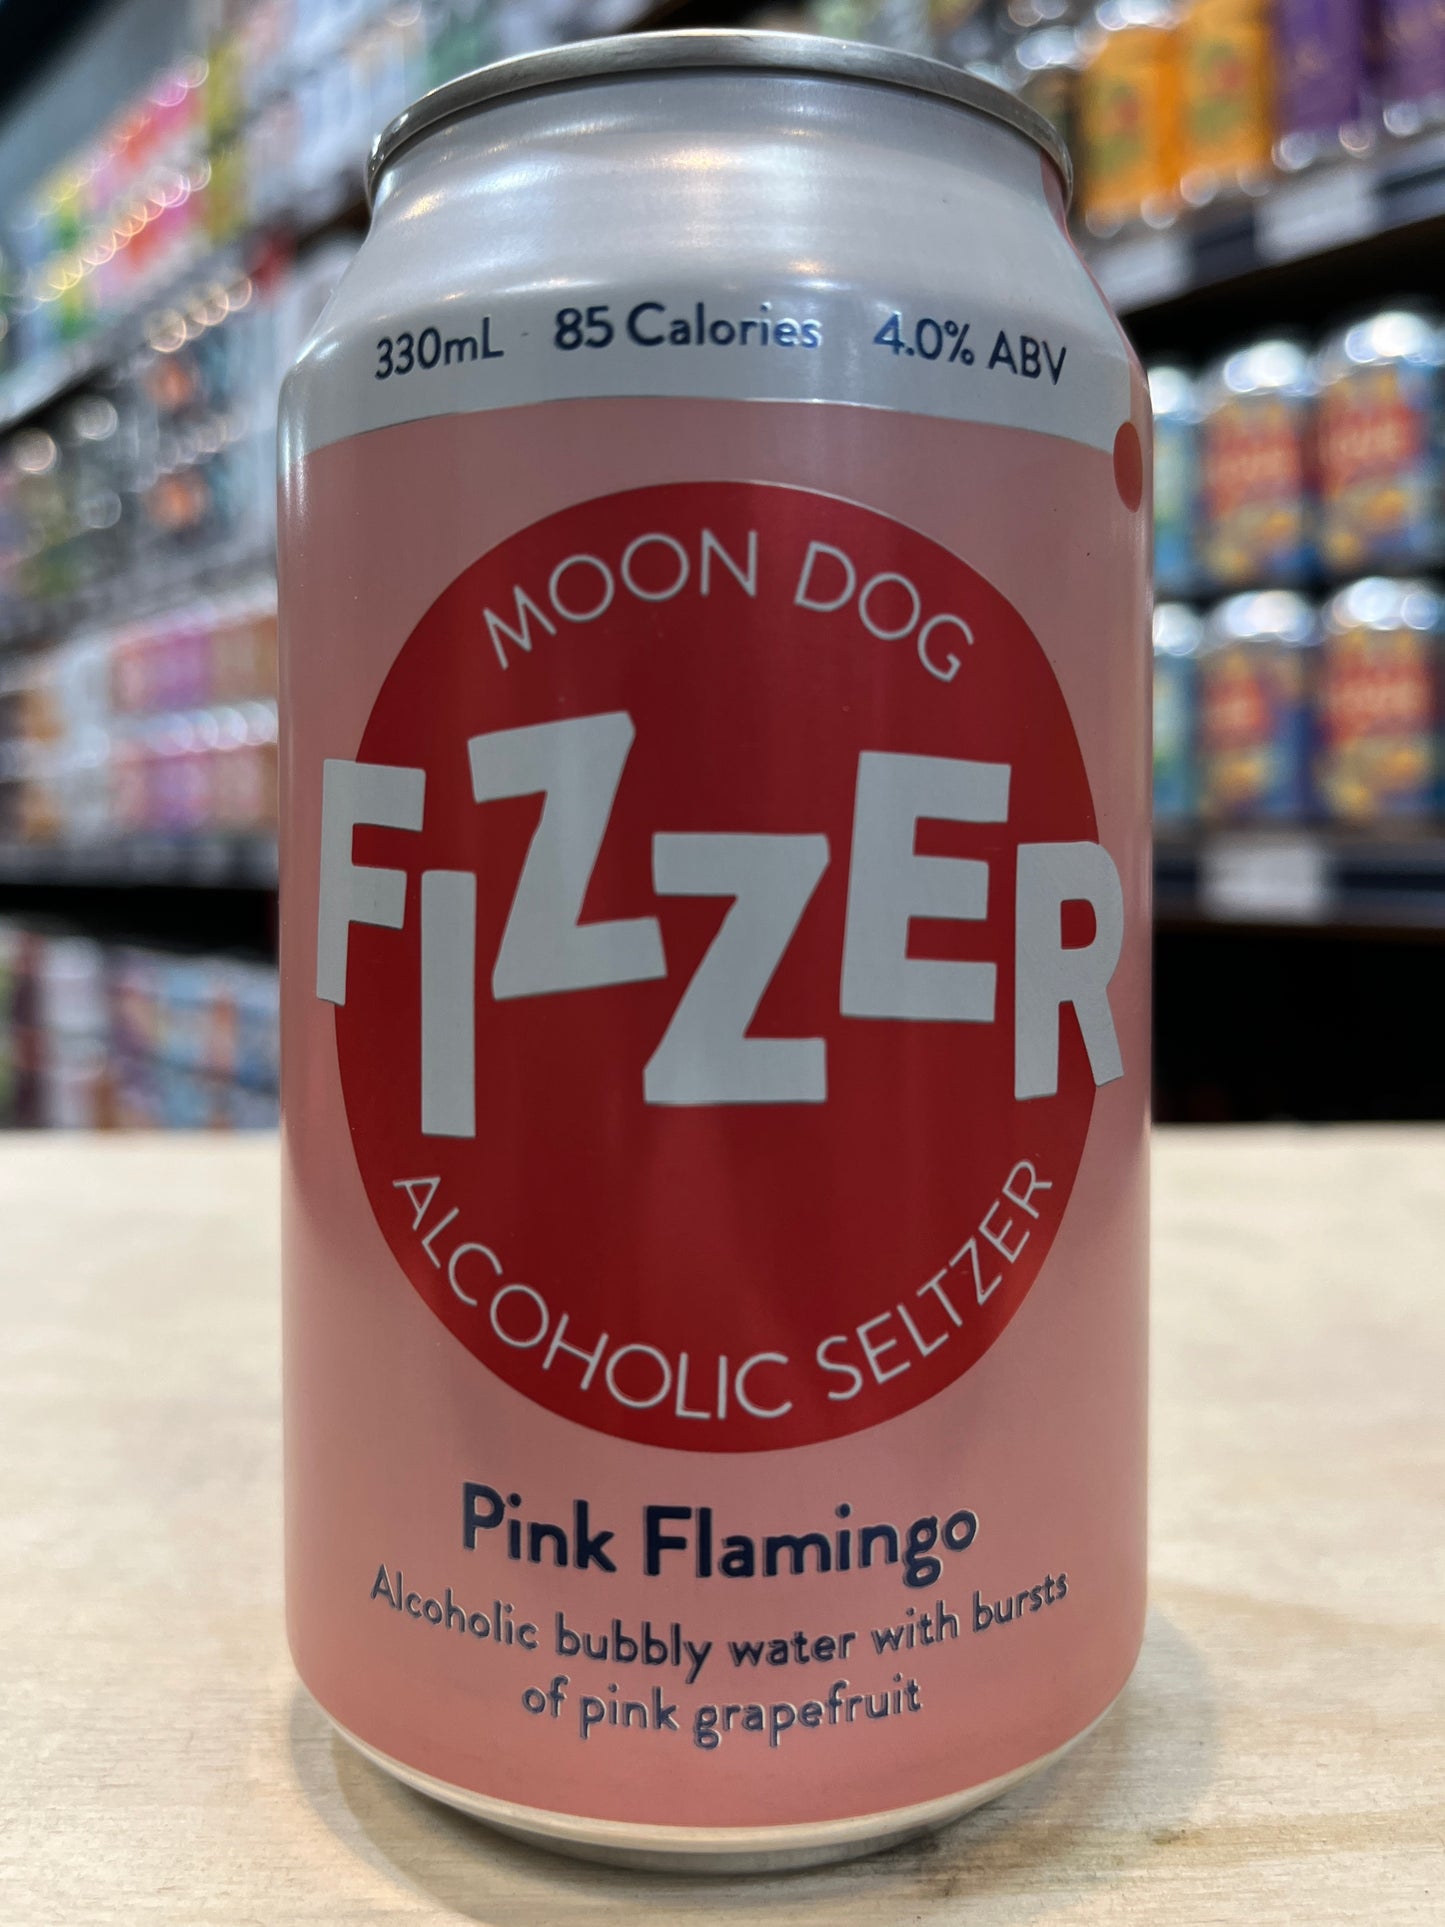 330mL 85 Calories 4.0% ABV
MOON DOG
FIZZER
ALCOHOLIC SELTZER
Pink Flamingo
Alcoholic bubbly water with bursts
of pink grapefruit